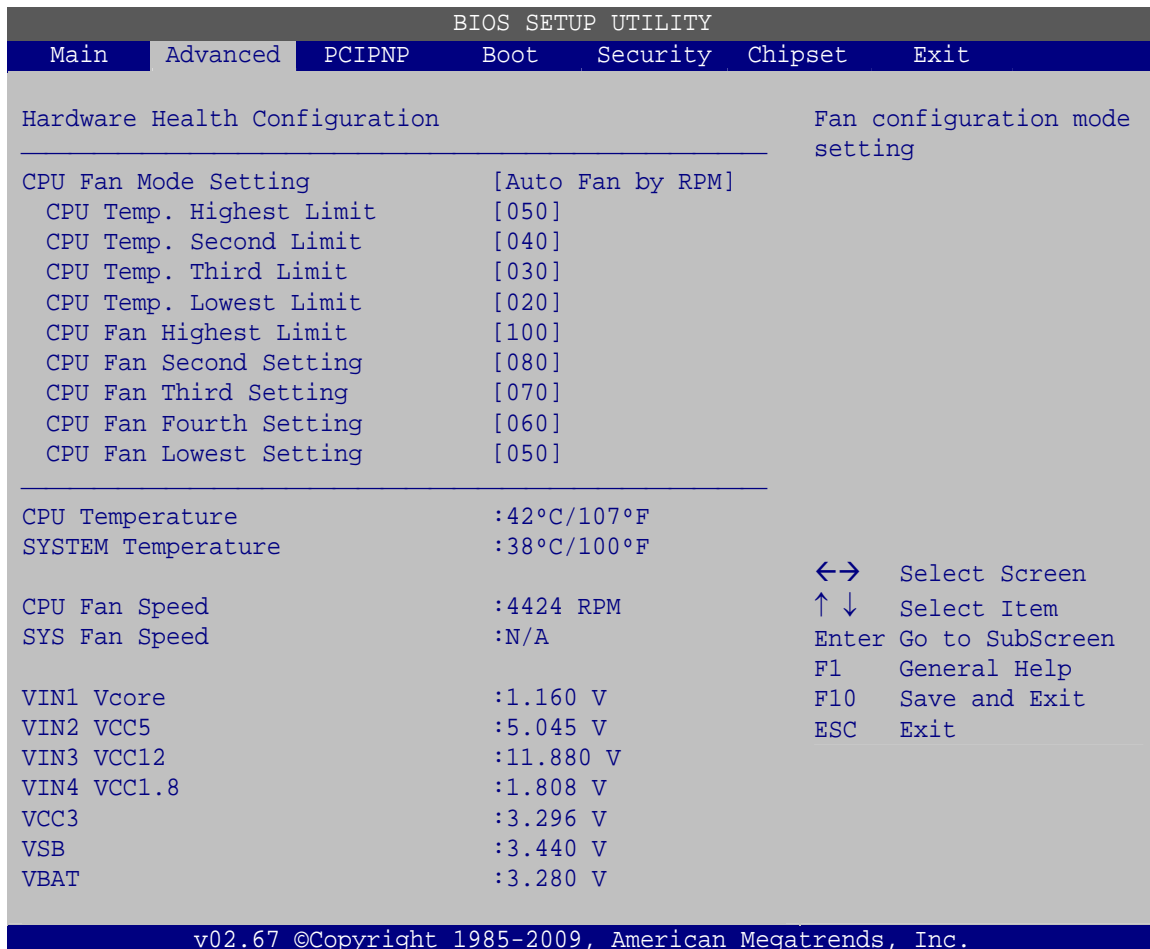 BIOS SETUP UTILITY
Main Advanced PCIPNP Boot Security Chipset Exit
Hardware Health Configuration
CPU Fan Mode Setting [Auto Fan by RPM]
CPU Temp. Highest Limit [050]
CPU Temp. Second Limit [040]
CPU Temp. Third Limit [030]
CPU Temp. Lowest Limit [020]
CPU Fan Highest Limit [100]
CPU Fan Second Setting [080]
CPU Fan Third Setting [070]
CPU Fan Fourth Setting [060]
CPU Fan Lowest Setting [050]
CPU Temperature :42ºC/107ºF
SYSTEM Temperature :38ºC/100ºF
CPU Fan Speed :4424 RPM
SYS Fan Speed :N/A
VIN1 Vcore :1.160 V
VIN2 VCC5 :5.045 V
VIN3 VCC12 :11.880 V
VIN4 VCC1.8 :1.808 V
VCC3 :3.296 V
VSB :3.440 V
VBAT :3.280 V
Fan configuration mode
setting
←→ Select Screen
↑ ↓ Select Item
Enter Go to SubScreen
F1 General Help
F10 Save and Exit
ESC Exit
v02.67 ©Copyright 1985-2009, American Megatrends, Inc.